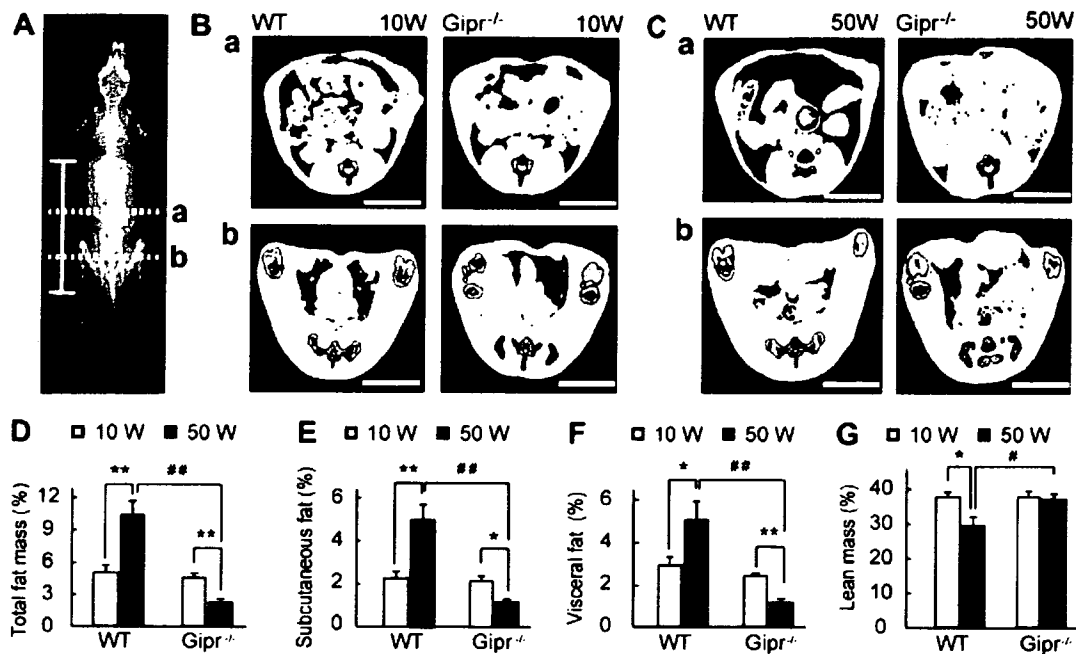 A
B
WT 10W
Gipr-/- 10W
C
WT 50W
Gipr-/- 50W
a
a
a
b
b
b
D
□ 10 W ■ 50 W
** ##
**
Total fat mass (%)
12
9
6
3
0
WT Gipr-/-
E
□ 10 W ■ 50 W
** ##
*
Subcutaneous fat (%)
6
4
2
0
WT Gipr-/-
F
□ 10 W ■ 50 W
* ##
**
Visceral fat (%)
6
4
2
0
WT Gipr-/-
G
□ 10 W ■ 50 W
* #
Lean mass (%)
40
30
20
10
0
WT Gipr-/-